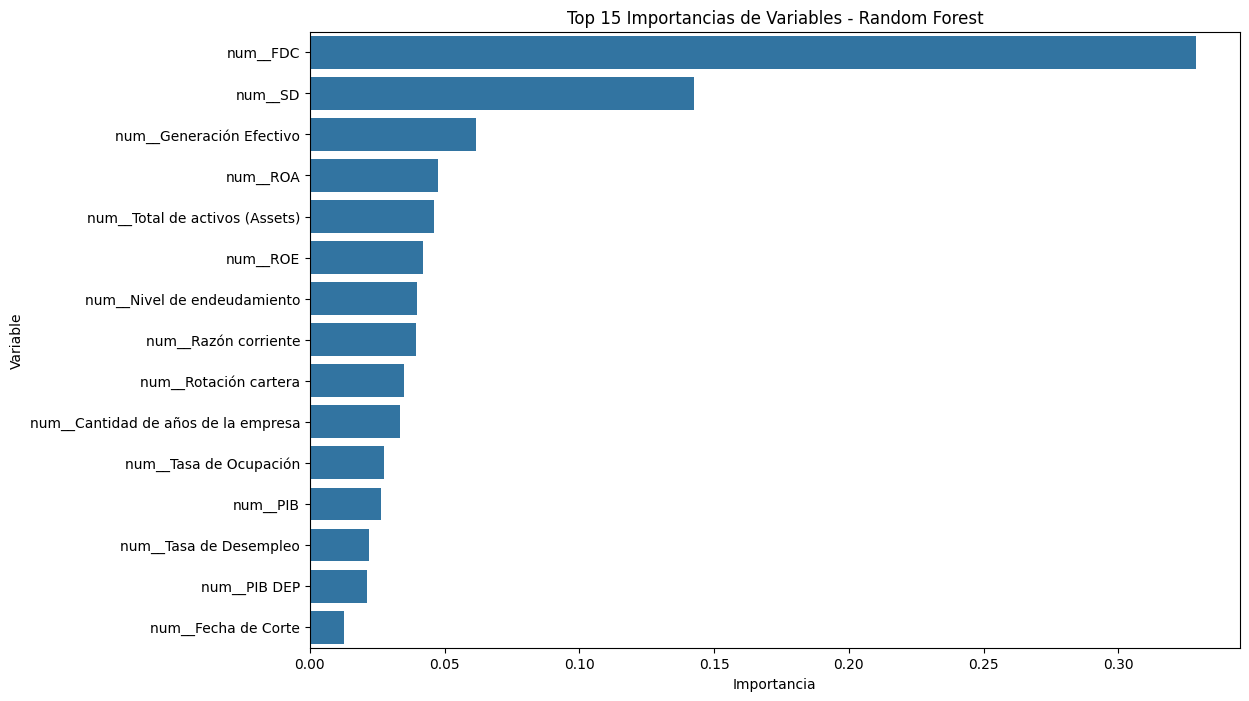 Top 15 Importancias de Variables - Random Forest
Variable
num__FDC
num__SD
num__Generación Efectivo
num__ROA
num__Total de activos (Assets)
num__ROE
num__Nivel de endeudamiento
num__Razón corriente
num__Rotación cartera
num__Cantidad de años de la empresa
num__Tasa de Ocupación
num__PIB
num__Tasa de Desempleo
num__PIB DEP
num__Fecha de Corte
0.00 0.05 0.10 0.15 0.20 0.25 0.30
Importancia